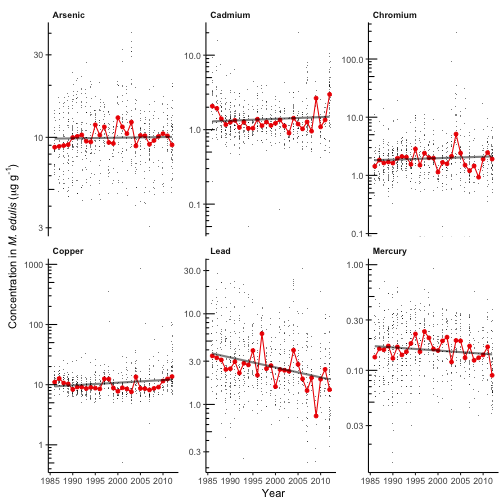 Arsenic
Cadmium
Chromium
30
10
3
10.0
1.0
0.1
100.0
10.0
1.0
0.1
Concentration in M. edulis (μg g⁻¹)
Copper
Lead
Mercury
1000
100
10
1
30.0
10.0
3.0
1.0
0.3
1.00
0.30
0.10
0.03
1985 1990 1995 2000 2005 2010
1985 1990 1995 2000 2005 2010
1985 1990 1995 2000 2005 2010
Year